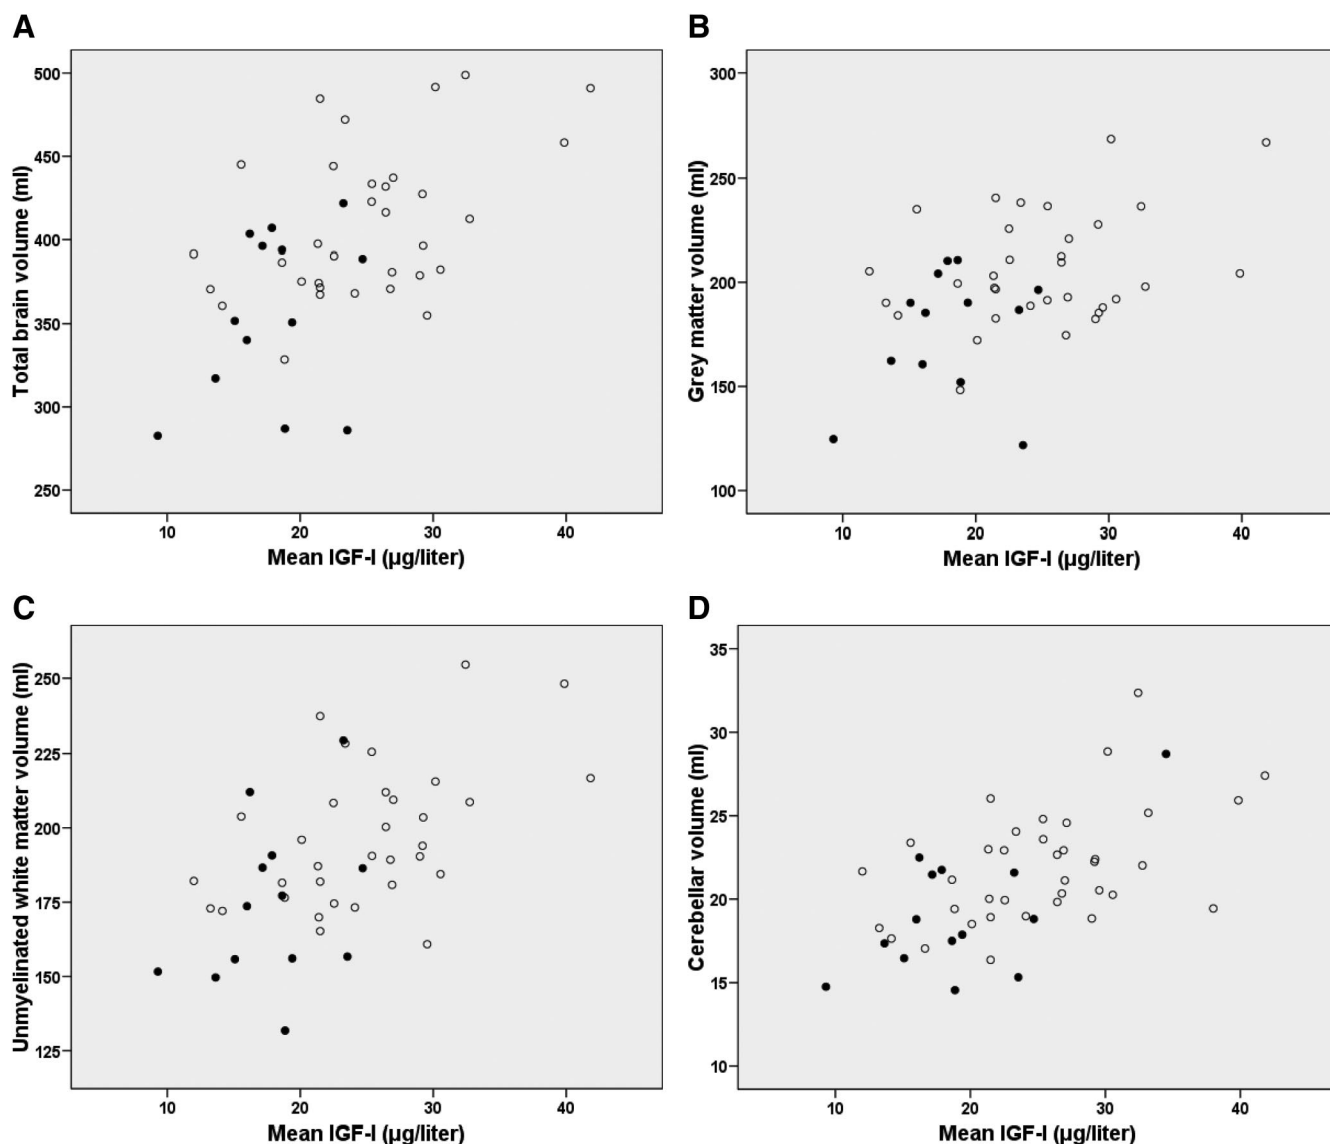 A
B
500
450
400
350
300
250
Total brain volume (ml)
10 20 30 40
Mean IGF-I (µg/liter)
300
250
200
150
100
Grey matter volume (ml)
10 20 30 40
Mean IGF-I (µg/liter)
C
D
250
225
200
175
150
125
Unmyelinated white matter volume (ml)
10 20 30 40
Mean IGF-I (µg/liter)
35
30
25
20
15
10
Cerebellar volume (ml)
10 20 30 40
Mean IGF-I (µg/liter)